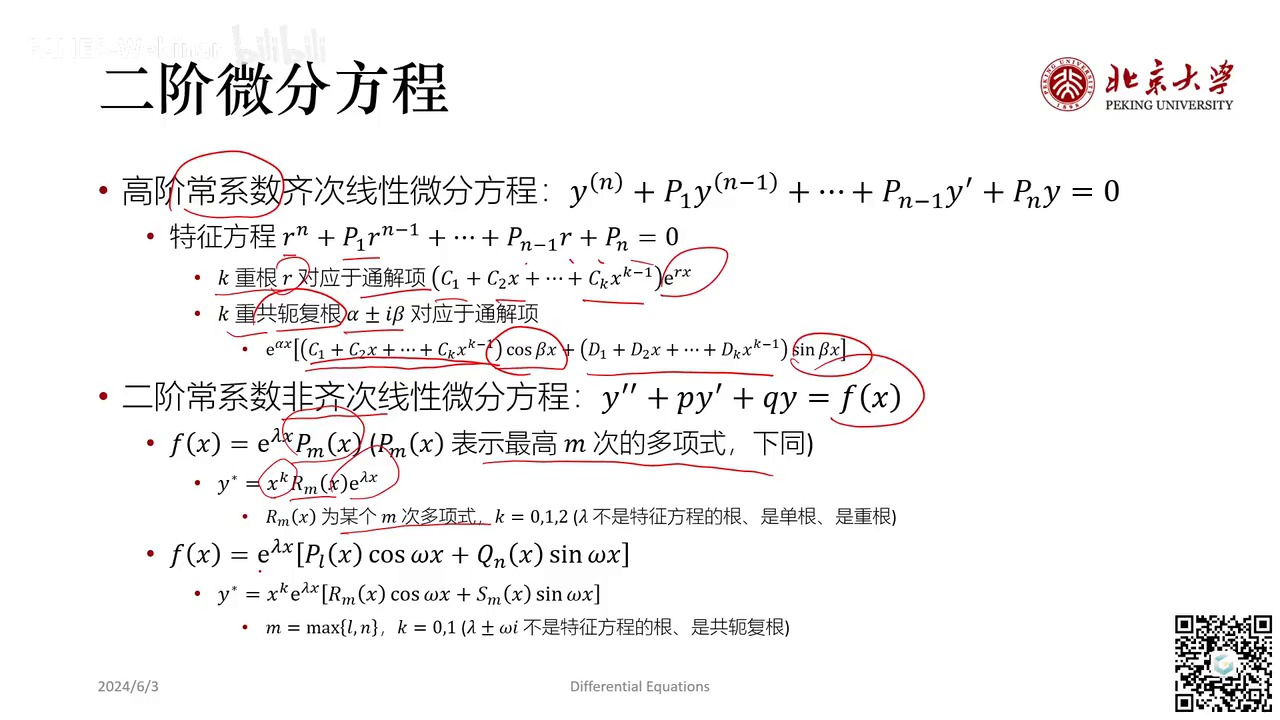 bilibili
二阶微分方程
北京大学
PEKING UNIVERSITY
• 高阶常系数齐次线性微分方程：y⁽ⁿ⁾ + P₁y⁽ⁿ⁻¹⁾ + ⋯ + Pₙ₋₁y′ + Pₙy = 0
• 特征方程 rⁿ + P₁rⁿ⁻¹ + ⋯ + Pₙ₋₁r + Pₙ = 0
• k 重根 r 对应于通解项 (C₁ + C₂x + ⋯ + Cₖxᵏ⁻¹)eʳˣ
• k 重共轭复根 α ± iβ 对应于通解项
• e^{αx}[(C₁ + C₂x + ⋯ + Cₖxᵏ⁻¹) cos βx + (D₁ + D₂x + ⋯ + Dₖxᵏ⁻¹) sin βx]
• 二阶常系数非齐次线性微分方程：y′′ + py′ + qy = f(x)
• f(x) = e^{λx}Pₘ(x) (Pₘ(x) 表示最高 m 次的多项式，下同)
• y* = xᵏRₘ(x)e^{λx}
• Rₘ(x) 为某个 m 次多项式，k = 0,1,2 (λ 不是特征方程的根、是单根、是重根)
• f(x) = e^{λx}[Pₗ(x) cos ωx + Qₙ(x) sin ωx]
• y* = xᵏe^{λx}[Rₘ(x) cos ωx + Sₘ(x) sin ωx]
• m = max{l, n}，k = 0,1 (λ ± ωi 不是特征方程的根、是共轭复根)
2024/6/3
Differential Equations